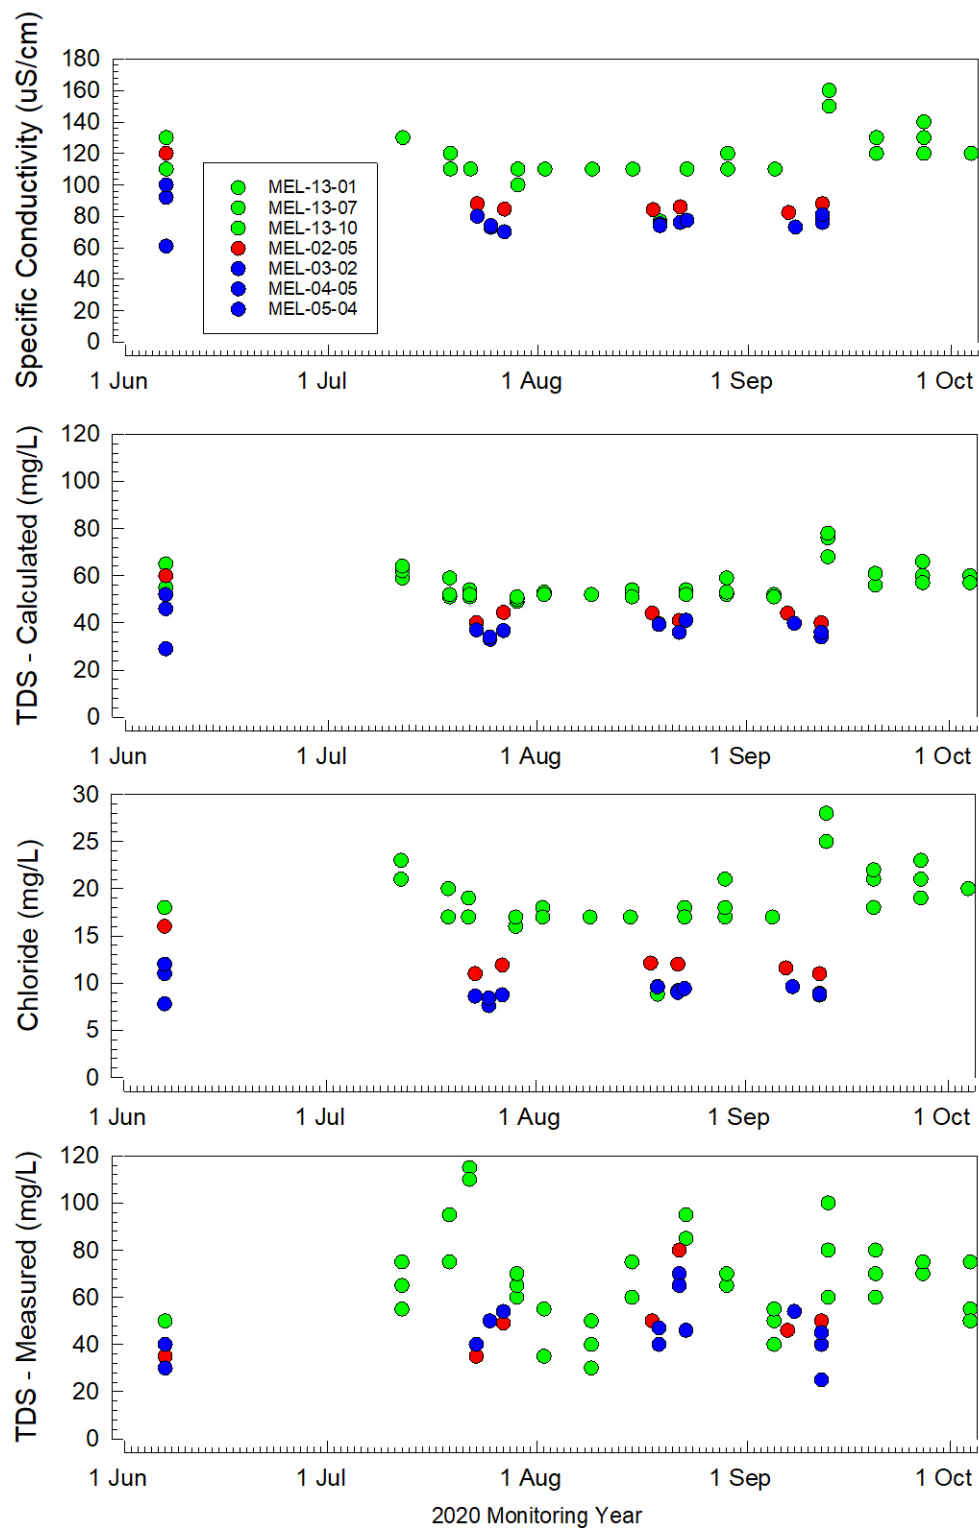 Specific Conductivity (uS/cm)
180
160
140
120
100
80
60
40
20
0
MEL-13-01
MEL-13-07
MEL-13-10
MEL-02-05
MEL-03-02
MEL-04-05
MEL-05-04
1 Jun 1 Jul 1 Aug 1 Sep 1 Oct
TDS - Calculated (mg/L)
120
100
80
60
40
20
0
1 Jun 1 Jul 1 Aug 1 Sep 1 Oct
Chloride (mg/L)
30
25
20
15
10
5
0
1 Jun 1 Jul 1 Aug 1 Sep 1 Oct
TDS - Measured (mg/L)
120
100
80
60
40
20
0
1 Jun 1 Jul 1 Aug 1 Sep 1 Oct
2020 Monitoring Year